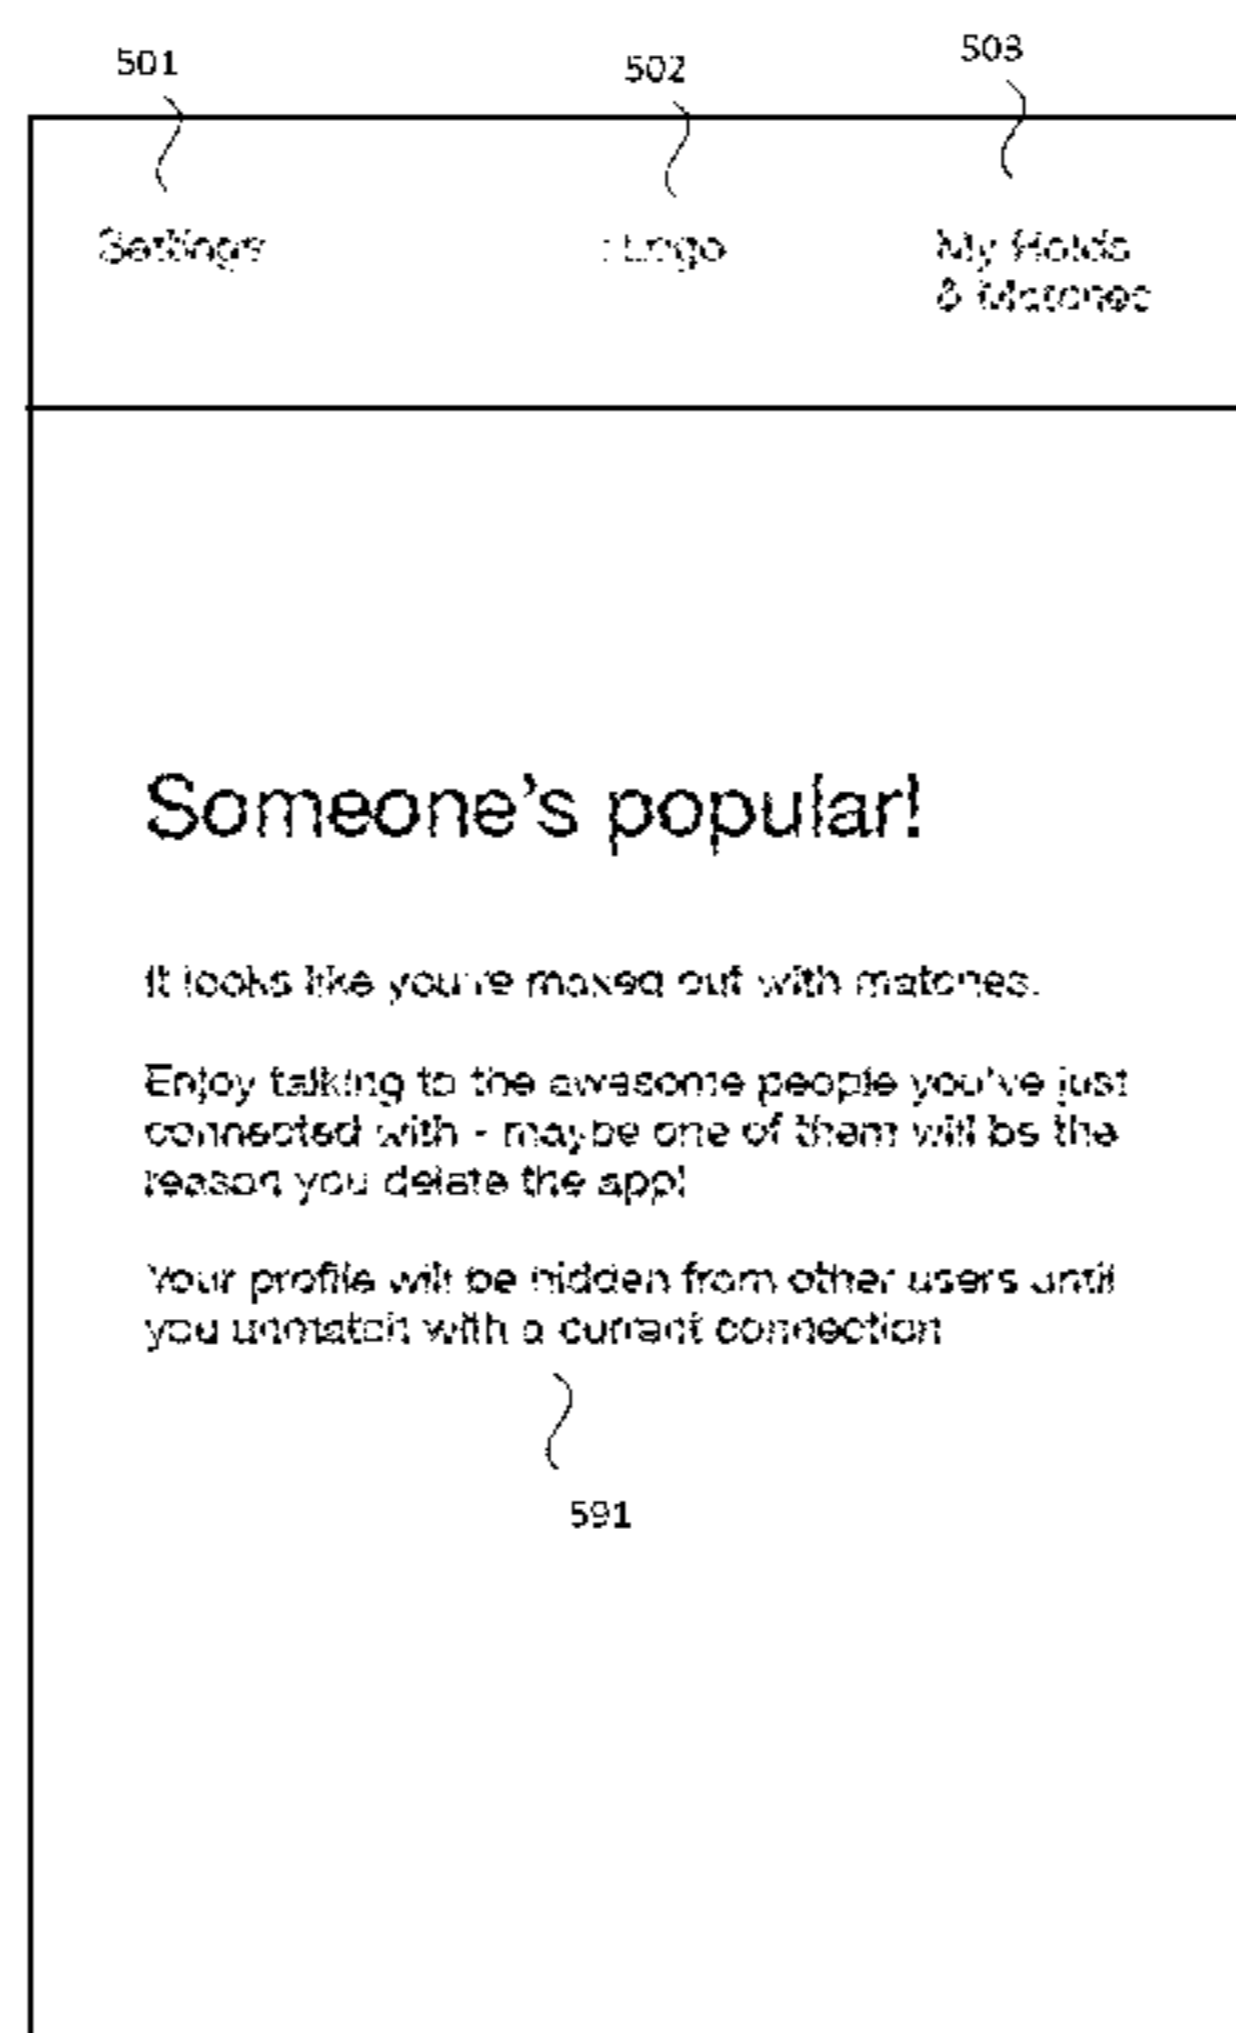 501 502 503
Settings My Holds
& Matches
Someone's popular!
It looks like you're maxed out with matches.
Enjoy talking to the awesome people you've just
connected with - maybe one of them will be the
reason you delete the app!
Your profile will be hidden from other users until
you unmatch with a current connection
591